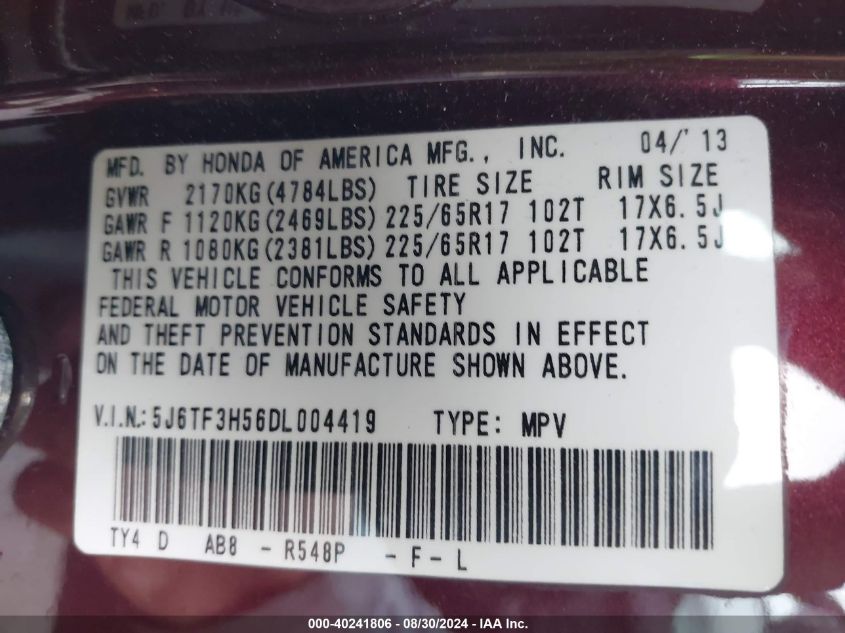 MFD. BY HONDA OF AMERICA MFG., INC. 04/'13
GVWR 2170KG(4784LBS) TIRE SIZE RIM SIZE
GAWR F 1120KG(2469LBS) 225/65R17 102T 17X6.5J
GAWR R 1080KG(2381LBS) 225/65R17 102T 17X6.5J
THIS VEHICLE CONFORMS TO ALL APPLICABLE
FEDERAL MOTOR VEHICLE SAFETY
AND THEFT PREVENTION STANDARDS IN EFFECT
ON THE DATE OF MANUFACTURE SHOWN ABOVE.
V.I.N.: 5J6TF3H56DL004419 TYPE: MPV
TY4 D AB8 - R548P - F - L
000-40241806 - 08/30/2024 - IAA Inc.